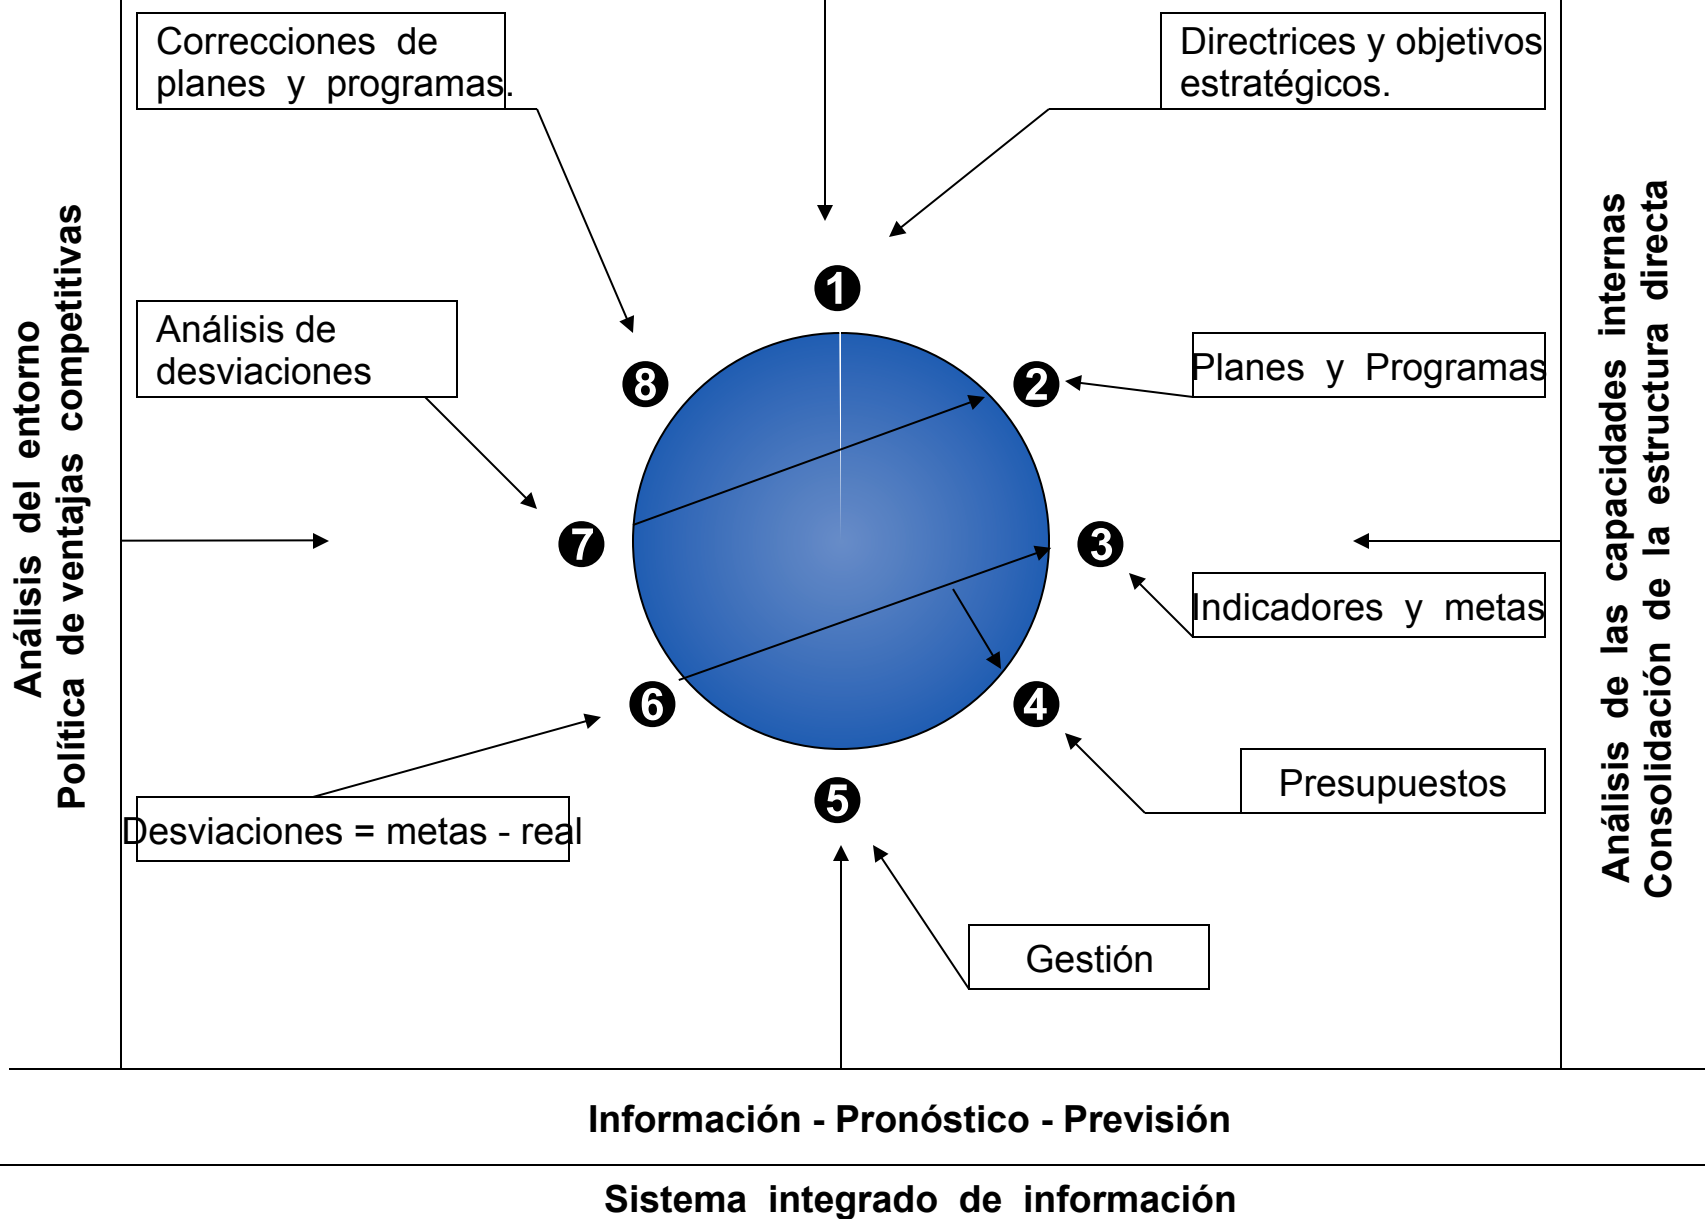 Correcciones de
planes y programas.
Directrices y objetivos
estratégicos.
1
Análisis de
desviaciones
8
2
Planes y Programas
7
3
Indicadores y metas
6
4
Desviaciones = metas - real
5
Presupuestos
Gestión
Análisis del entorno
Política de ventajas competitivas
Análisis de las capacidades internas
Consolidación de la estructura directa
Información - Pronóstico - Previsión
Sistema integrado de información